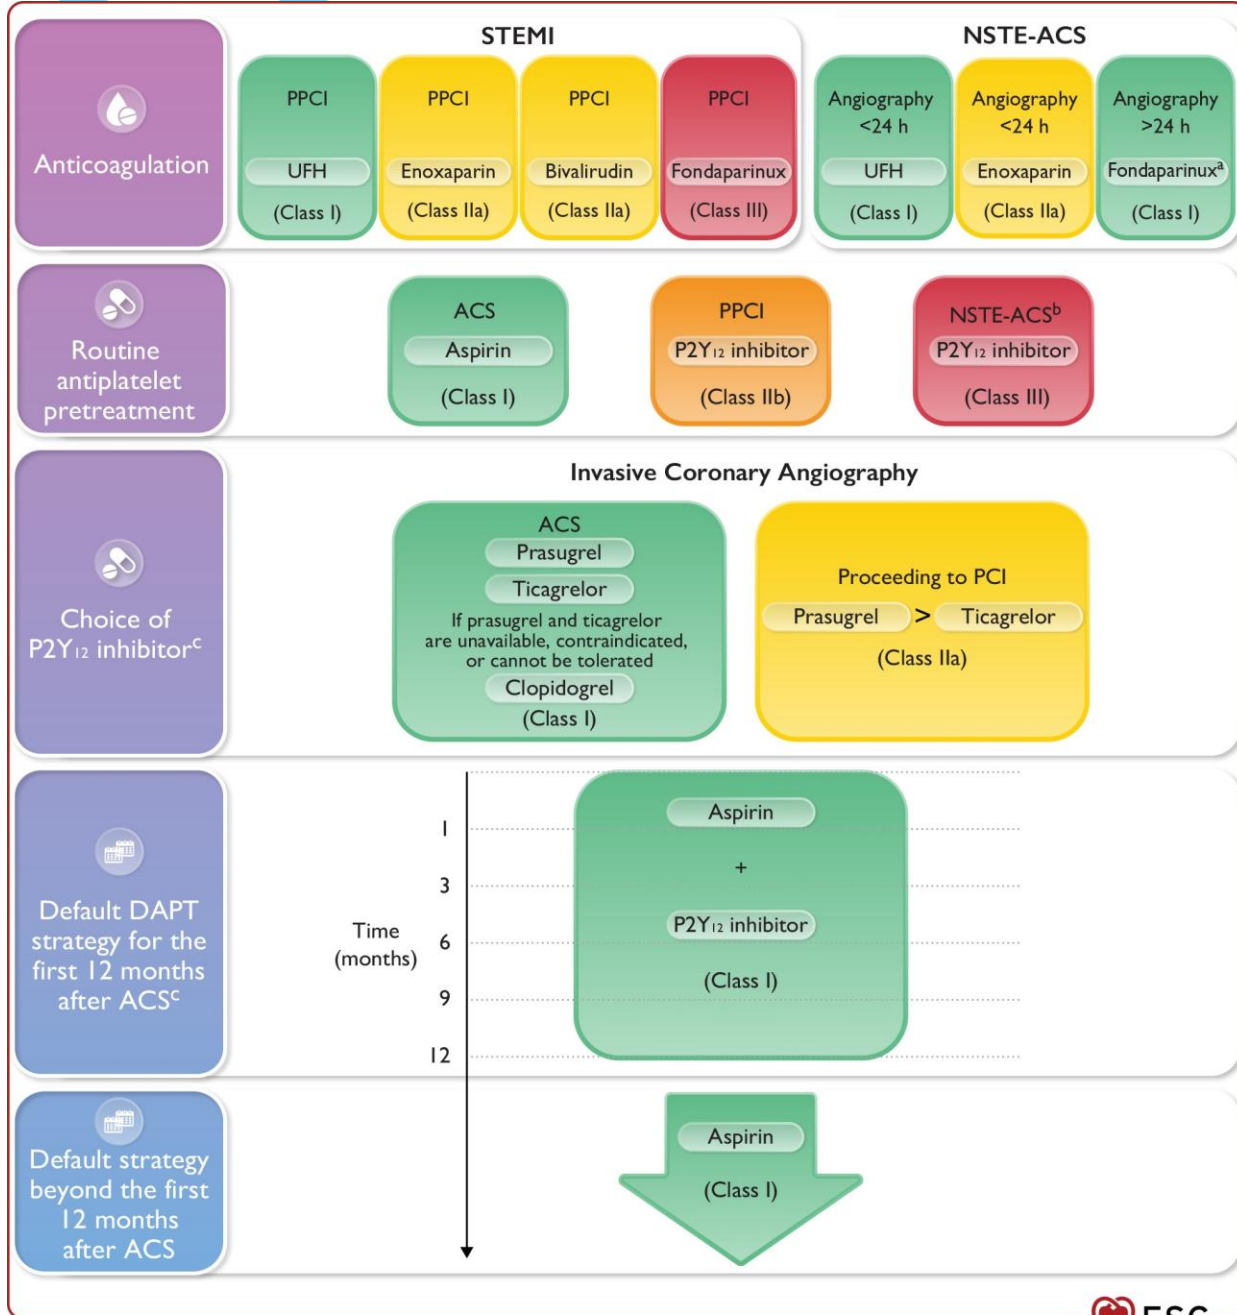 STEMI
NSTE-ACS
Anticoagulation
PPCI
UFH
(Class I)
PPCI
Enoxaparin
(Class IIa)
PPCI
Bivalirudin
(Class IIa)
PPCI
Fondaparinux
(Class III)
Angiography
<24 h
UFH
(Class I)
Angiography
<24 h
Enoxaparin
(Class IIa)
Angiography
>24 h
Fondaparinuxᵃ
(Class I)
Routine
antiplatelet
pretreatment
ACS
Aspirin
(Class I)
PPCI
P2Y₁₂ inhibitor
(Class IIb)
NSTE-ACSᵇ
P2Y₁₂ inhibitor
(Class III)
Choice of
P2Y₁₂ inhibitorᶜ
Invasive Coronary Angiography
ACS
Prasugrel
Ticagrelor
If prasugrel and ticagrelor
are unavailable, contraindicated,
or cannot be tolerated
Clopidogrel
(Class I)
Proceeding to PCI
Prasugrel > Ticagrelor
(Class IIa)
Default DAPT
strategy for the
first 12 months
after ACSᶜ
Time
(months)
1
3
6
9
12
Aspirin
+
P2Y₁₂ inhibitor
(Class I)
Default strategy
beyond the first
12 months
after ACS
Aspirin
(Class I)
ESC